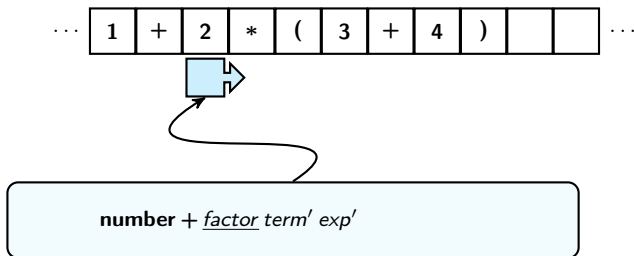 ··· 1 + 2 * ( 3 + 4 ) ···
number + factor term′ exp′